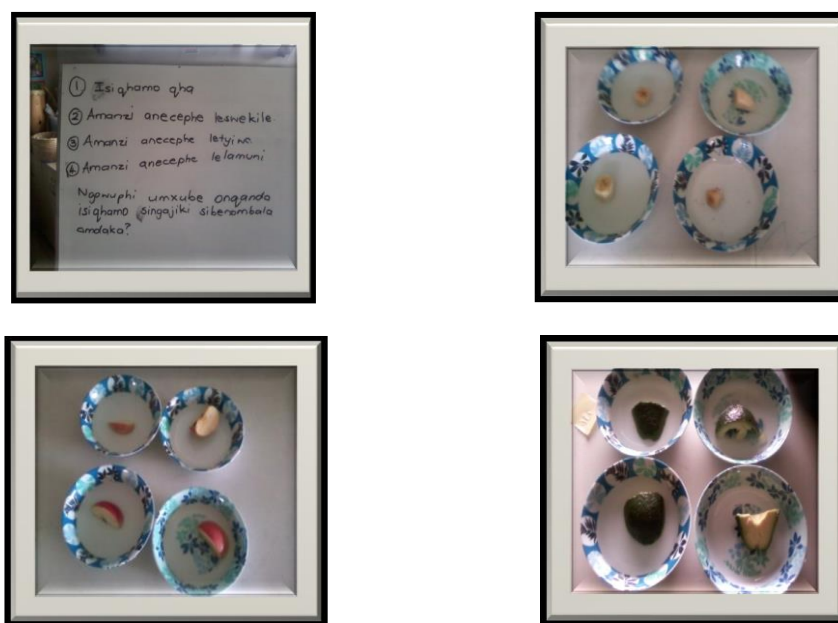 ① Isiqhamo qha
② Amanzi anecephe leswekile
③ Amanzi anecephe letyiwa
④ Amanzi anecephe lelamuni
umxube onqanda
isiqhamo singajiki sibenombala
omdaka?